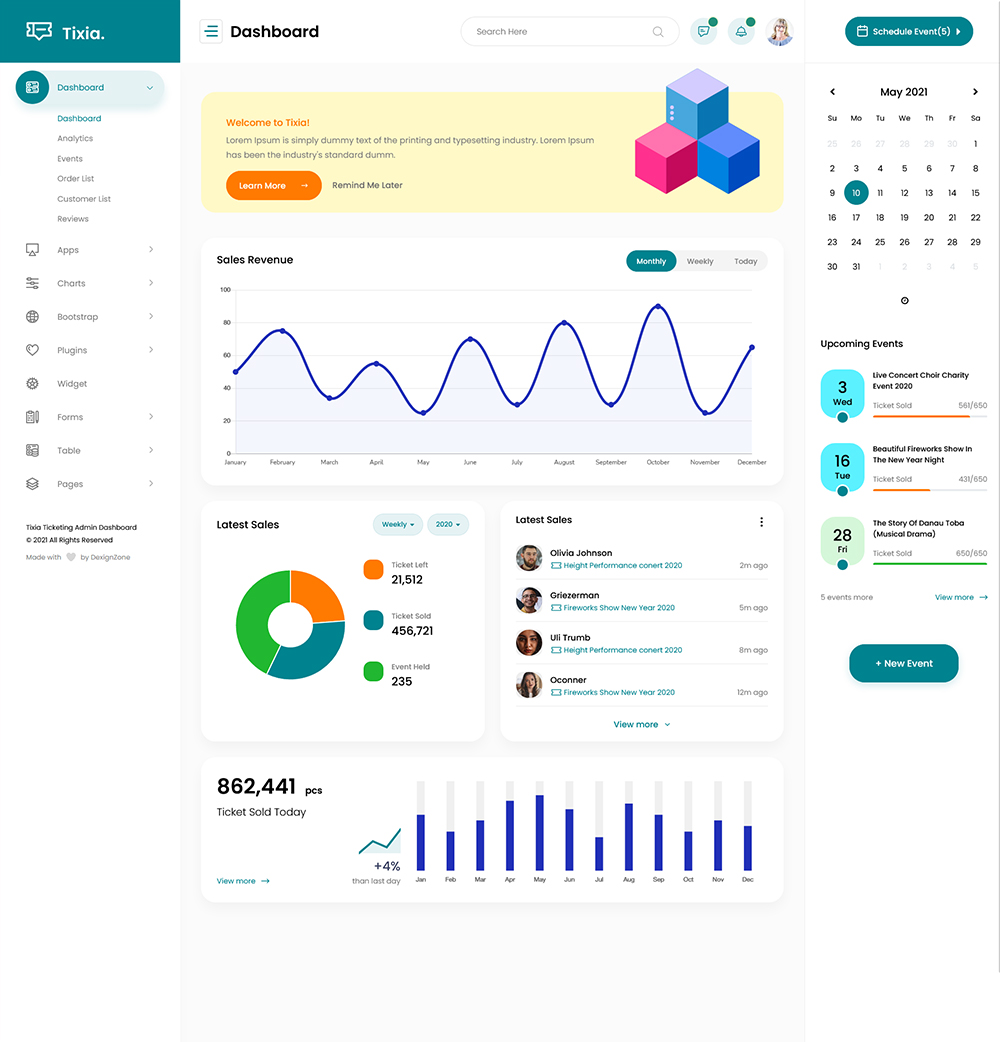 Tixia.
Dashboard
Search Here
Schedule Event(5)
Dashboard
Dashboard
Analytics
Events
Order List
Customer List
Reviews
Apps
Charts
Bootstrap
Plugins
Widget
Forms
Table
Pages
Tixia Ticketing Admin Dashboard
© 2021 All Rights Reserved
Made with by DexignZone
Welcome to Tixia!
Lorem Ipsum is simply dummy text of the printing and typesetting industry. Lorem Ipsum
has been the industry's standard dumm.
Learn More →
Remind Me Later
Sales Revenue
Monthly Weekly Today
100
80
60
40
20
0
January February March April May June July August September October November December
Latest Sales
Weekly 2020
Ticket Left
21,512
Ticket Sold
456,721
Event Held
235
Latest Sales
Olivia Johnson
Height Performance conert 2020 2m ago
Griezerman
Fireworks Show New Year 2020 5m ago
Uli Trumb
Height Performance conert 2020 8m ago
Oconner
Fireworks Show New Year 2020 12m ago
View more
862,441 pcs
Ticket Sold Today
+4%
than last day
View more →
Jan Feb Mar Apr May Jun Jul Aug Sep Oct Nov Dec
May 2021
Su Mo Tu We Th Fr Sa
25 26 27 28 29 30 1
2 3 4 5 6 7 8
9 10 11 12 13 14 15
16 17 18 19 20 21 22
23 24 25 26 27 28 29
30 31 1 2 3 4 5
Upcoming Events
3
Wed
Live Concert Choir Charity
Event 2020
Ticket Sold 561/650
16
Tue
Beautiful Fireworks Show In
The New Year Night
Ticket Sold 431/650
28
Fri
The Story Of Danau Toba
(Musical Drama)
Ticket Sold 650/650
5 events more
View more →
+ New Event